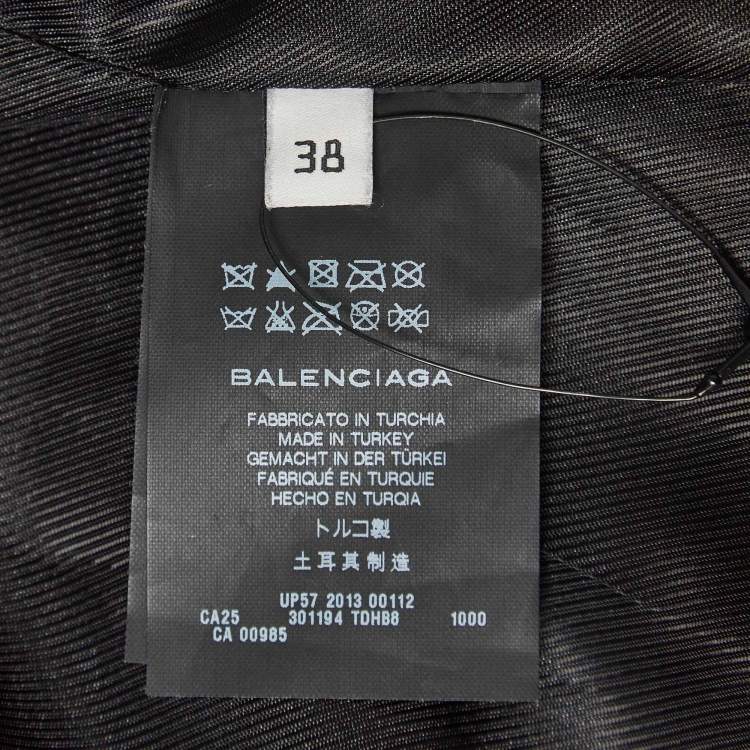 38
BALENCIAGA
FABBRICATO IN TURCHIA
MADE IN TURKEY
GEMACHT IN DER TÜRKEI
FABRIQUÉ EN TURQUIE
HECHO EN TURQIA
トルコ製
土耳其制造
UP57 2013 00112
CA25 301194 TDHB8 1000
CA 00985